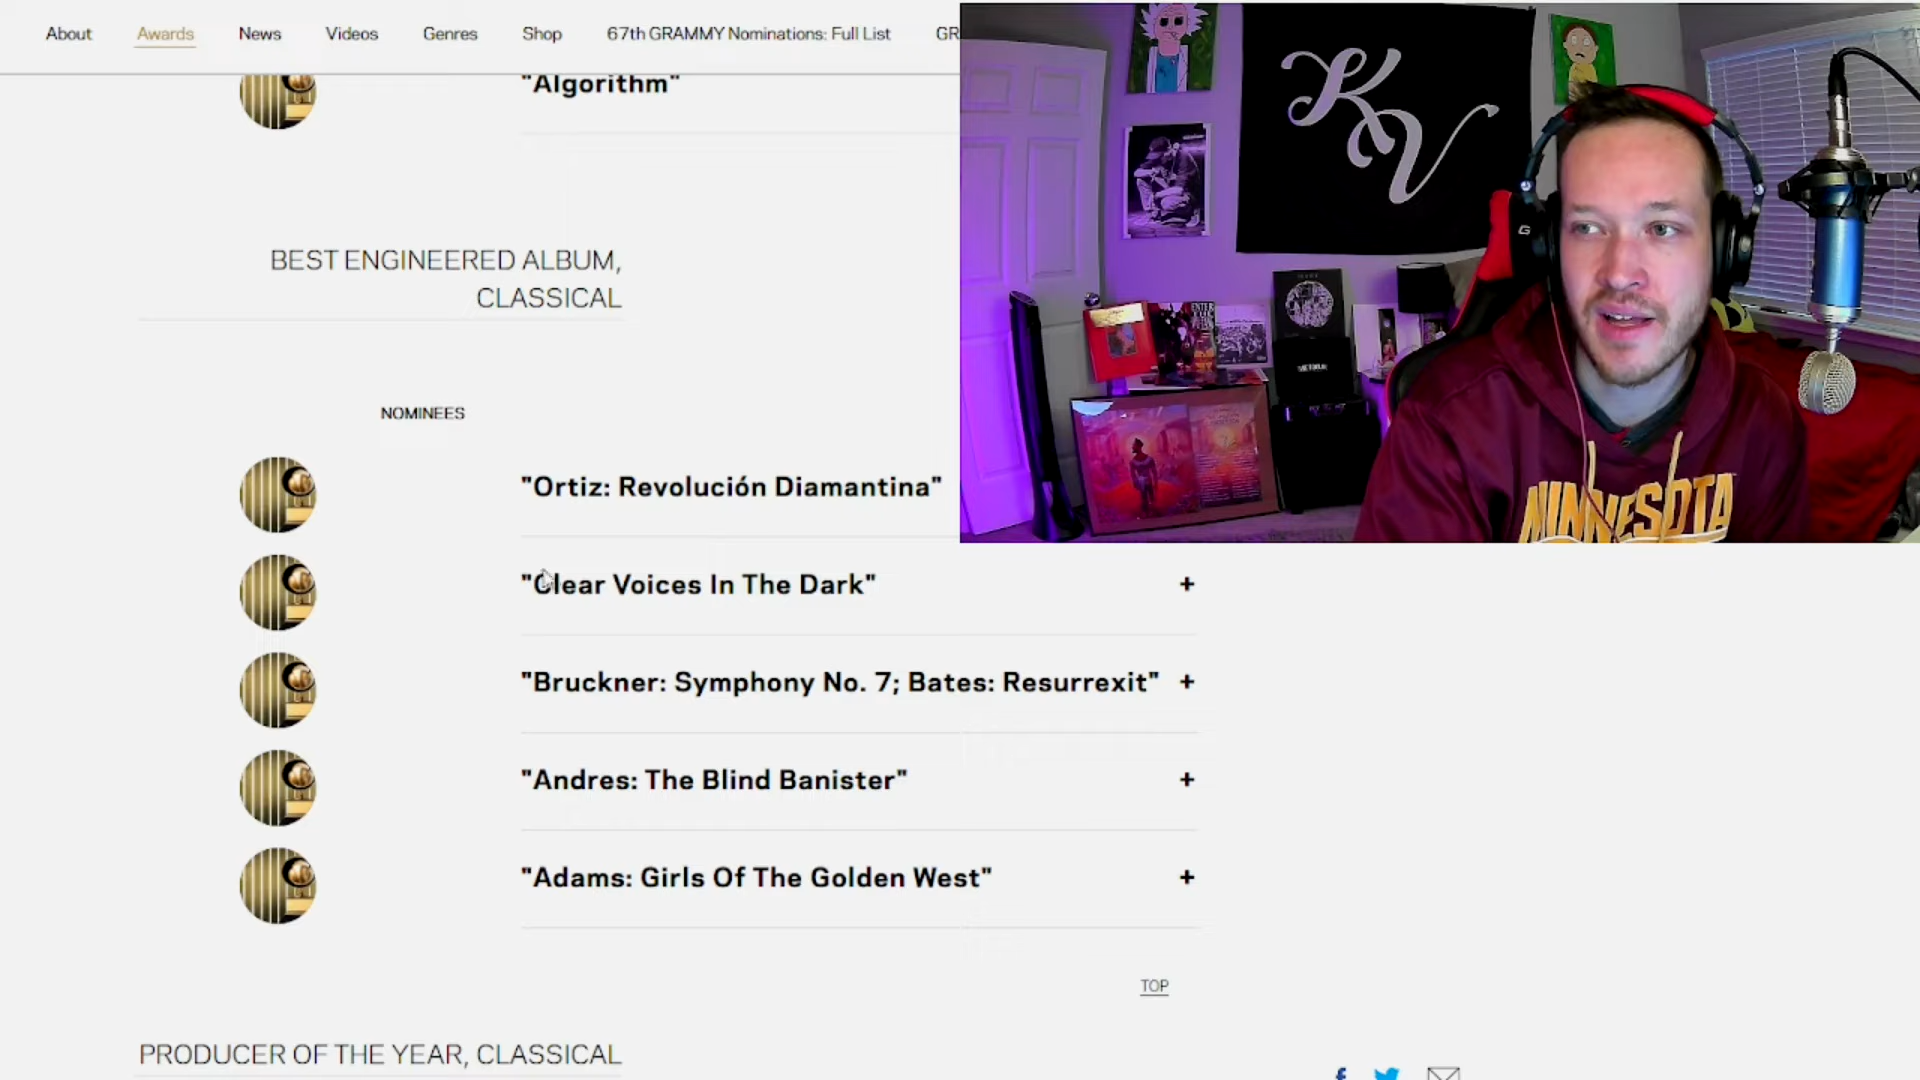 About Awards News Videos Genres Shop 67th GRAMMY Nominations: Full List GR
"Algorithm"
BEST ENGINEERED ALBUM,
CLASSICAL
NOMINEES
"Ortiz: Revolución Diamantina"
"Clear Voices In The Dark" +
"Bruckner: Symphony No. 7; Bates: Resurrexit" +
"Andres: The Blind Banister" +
"Adams: Girls Of The Golden West" +
TOP
PRODUCER OF THE YEAR, CLASSICAL
KV
G
MINNESOTA